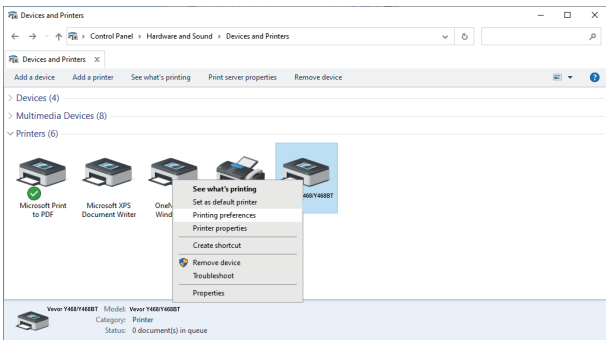 Devices and Printers
Control Panel > Hardware and Sound > Devices and Printers
Devices and Printers X
Add a device Add a printer See what's printing Print server properties Remove device
Devices (4)
Multimedia Devices (8)
Printers (6)
Microsoft Print to PDF
Microsoft XPS Document Writer
468/Y468BT
See what's printing
Set as default printer
Printing preferences
Printer properties
Create shortcut
Remove device
Troubleshoot
Properties
Vevor Y468/Y468BT Model: Vevor Y468/Y468BT
Category: Printer
Status: 0 document(s) in queue